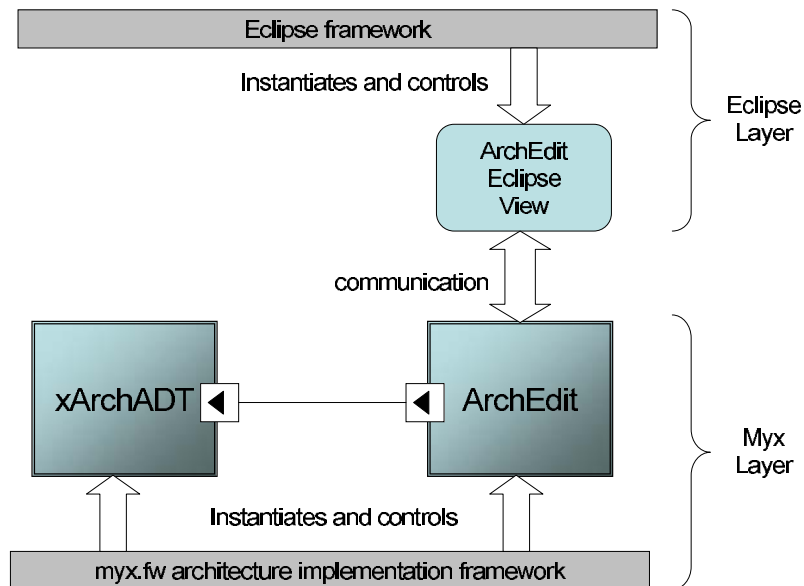 Eclipse framework
Instantiates and controls
Eclipse
Layer
ArchEdit
Eclipse
View
communication
xArchADT
ArchEdit
Myx
Layer
Instantiates and controls
myx.fw architecture implementation framework